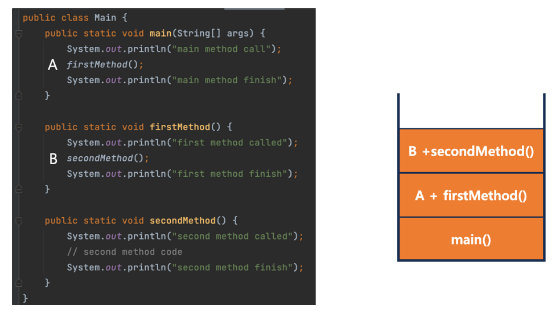 public class Main {
public static void main(String[] args) {
System.out.println("main method call");
A firstMethod();
System.out.println("main method finish");
}
public static void firstMethod() {
System.out.println("first method called");
B secondMethod();
System.out.println("first method finish");
}
public static void secondMethod() {
System.out.println("second method called");
// second method code
System.out.println("second method finish");
}
}
B +secondMethod()
A + firstMethod()
main()